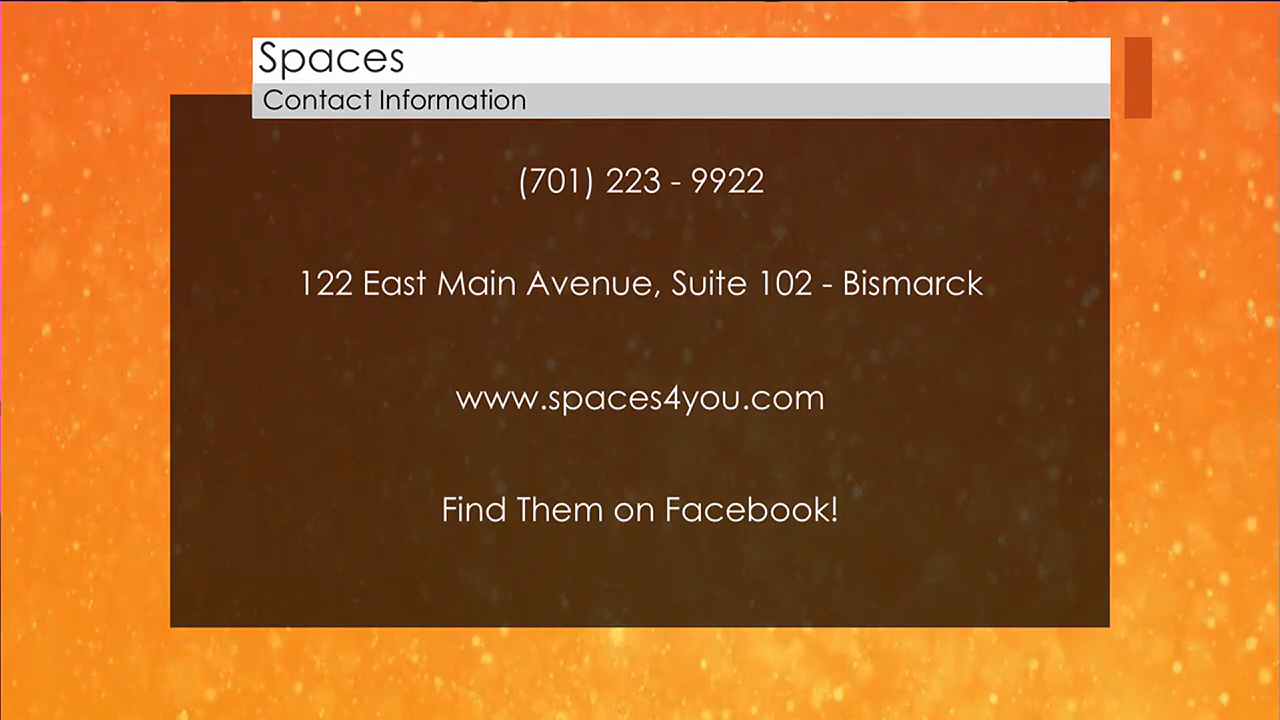 Spaces
Contact Information
(701) 223 - 9922
122 East Main Avenue, Suite 102 - Bismarck
www.spaces4you.com
Find Them on Facebook!